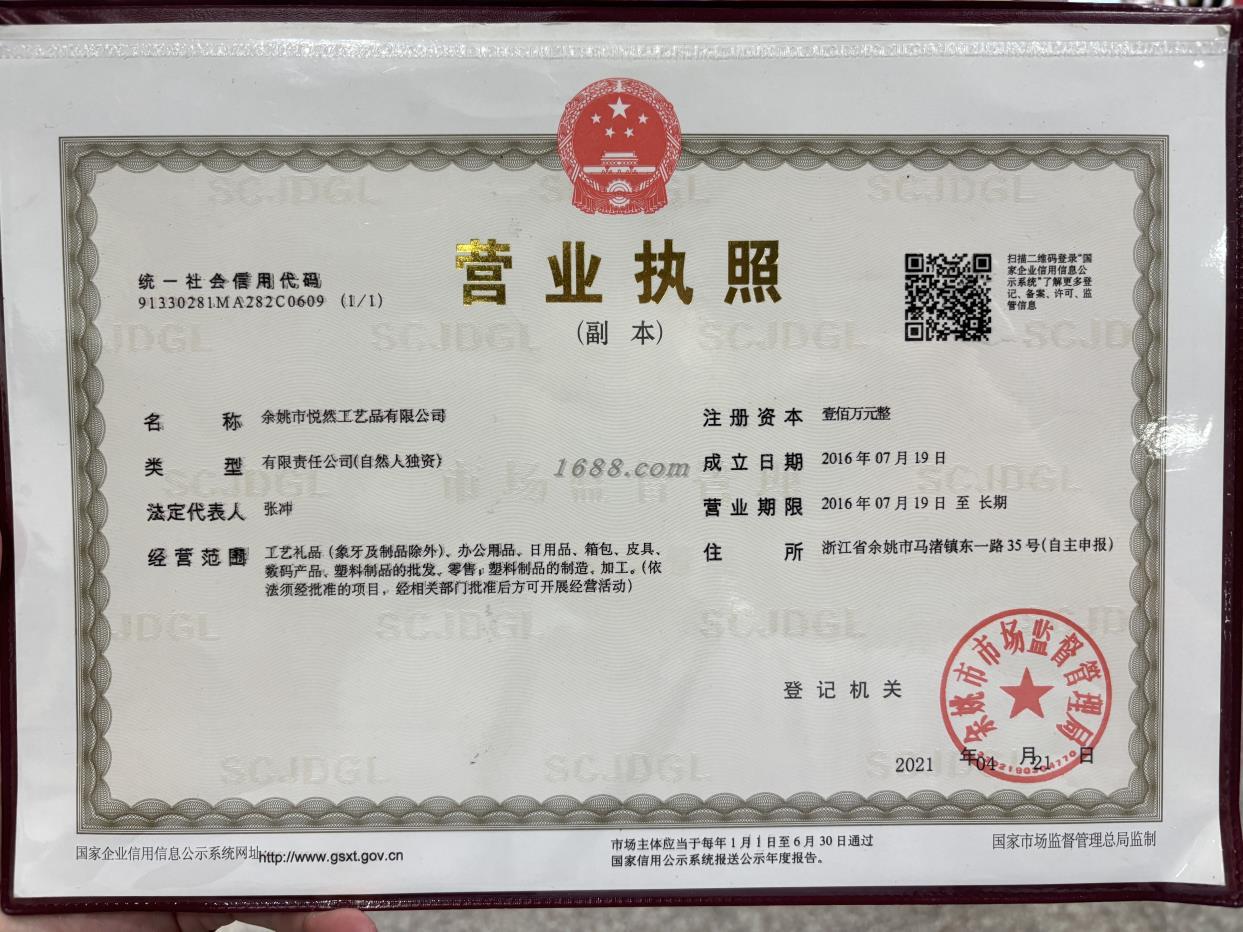 营业执照
(副 本)
统一社会信用代码
91330281MA282C0609 (1/1)
扫描二维码登录“国
家企业信用信息公
示系统”了解更多登
记、备案、许可、监
管信息
名 称 余姚市悦然工艺品有限公司
类 型 有限责任公司(自然人独资)
法定代表人 张冲
经营范围 工艺礼品（象牙及制品除外）、办公用品、日用品、箱包、皮具、
数码产品、塑料制品的批发、零售；塑料制品的制造、加工。(依
法须经批准的项目，经相关部门批准后方可开展经营活动)
注册资本 壹佰万元整
成立日期 2016年07月19日
营业期限 2016年07月19日 至 长期
住 所 浙江省余姚市马渚镇东一路35号(自主申报)
1688.com
SCJDGL
市场监督管理
登记机关
余姚市市场监督管理局
2021 年04 月21 日
国家企业信用信息公示系统网址http://www.gsxt.gov.cn
市场主体应当于每年1月1日至6月30日通过
国家信用公示系统报送公示年度报告。
国家市场监督管理总局监制